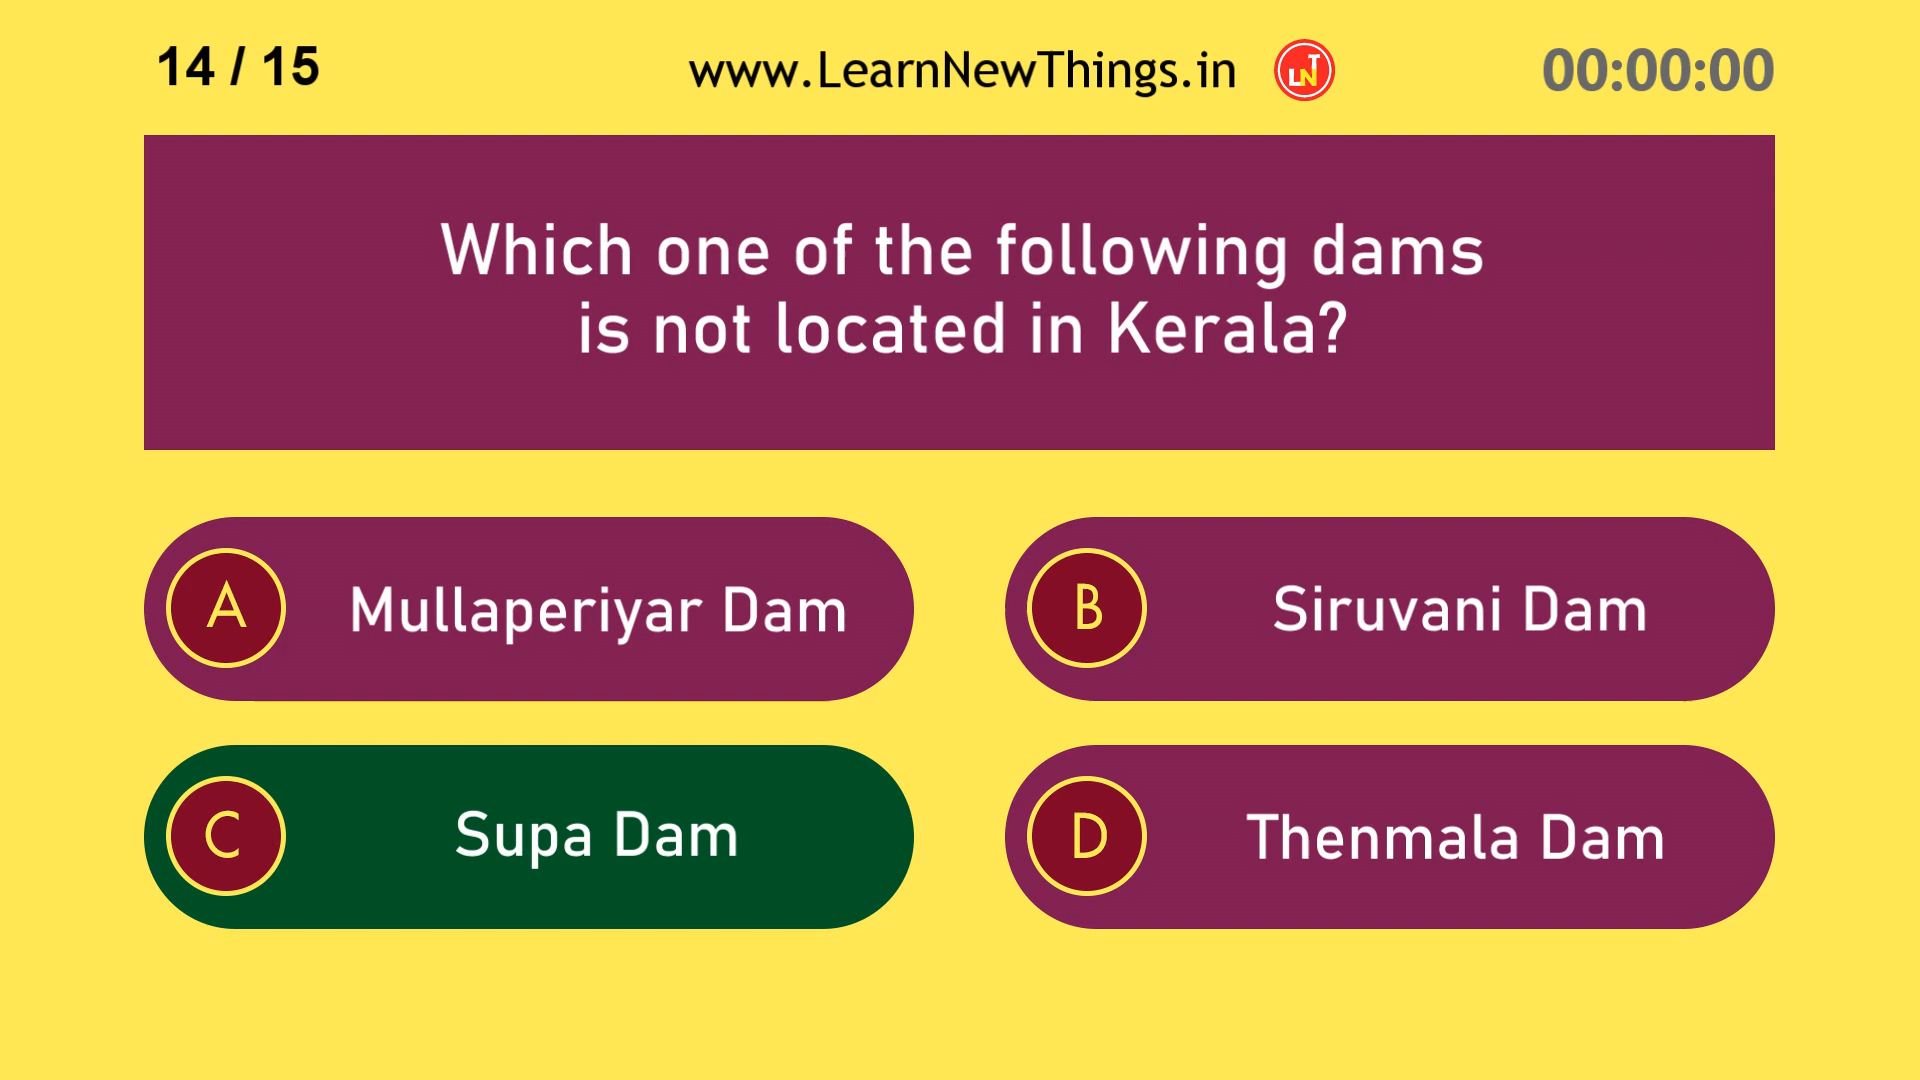 14 / 15
www.LearnNewThings.in
LNT
00:00:00
Which one of the following dams
is not located in Kerala?
A Mullaperiyar Dam
B Siruvani Dam
C Supa Dam
D Thenmala Dam